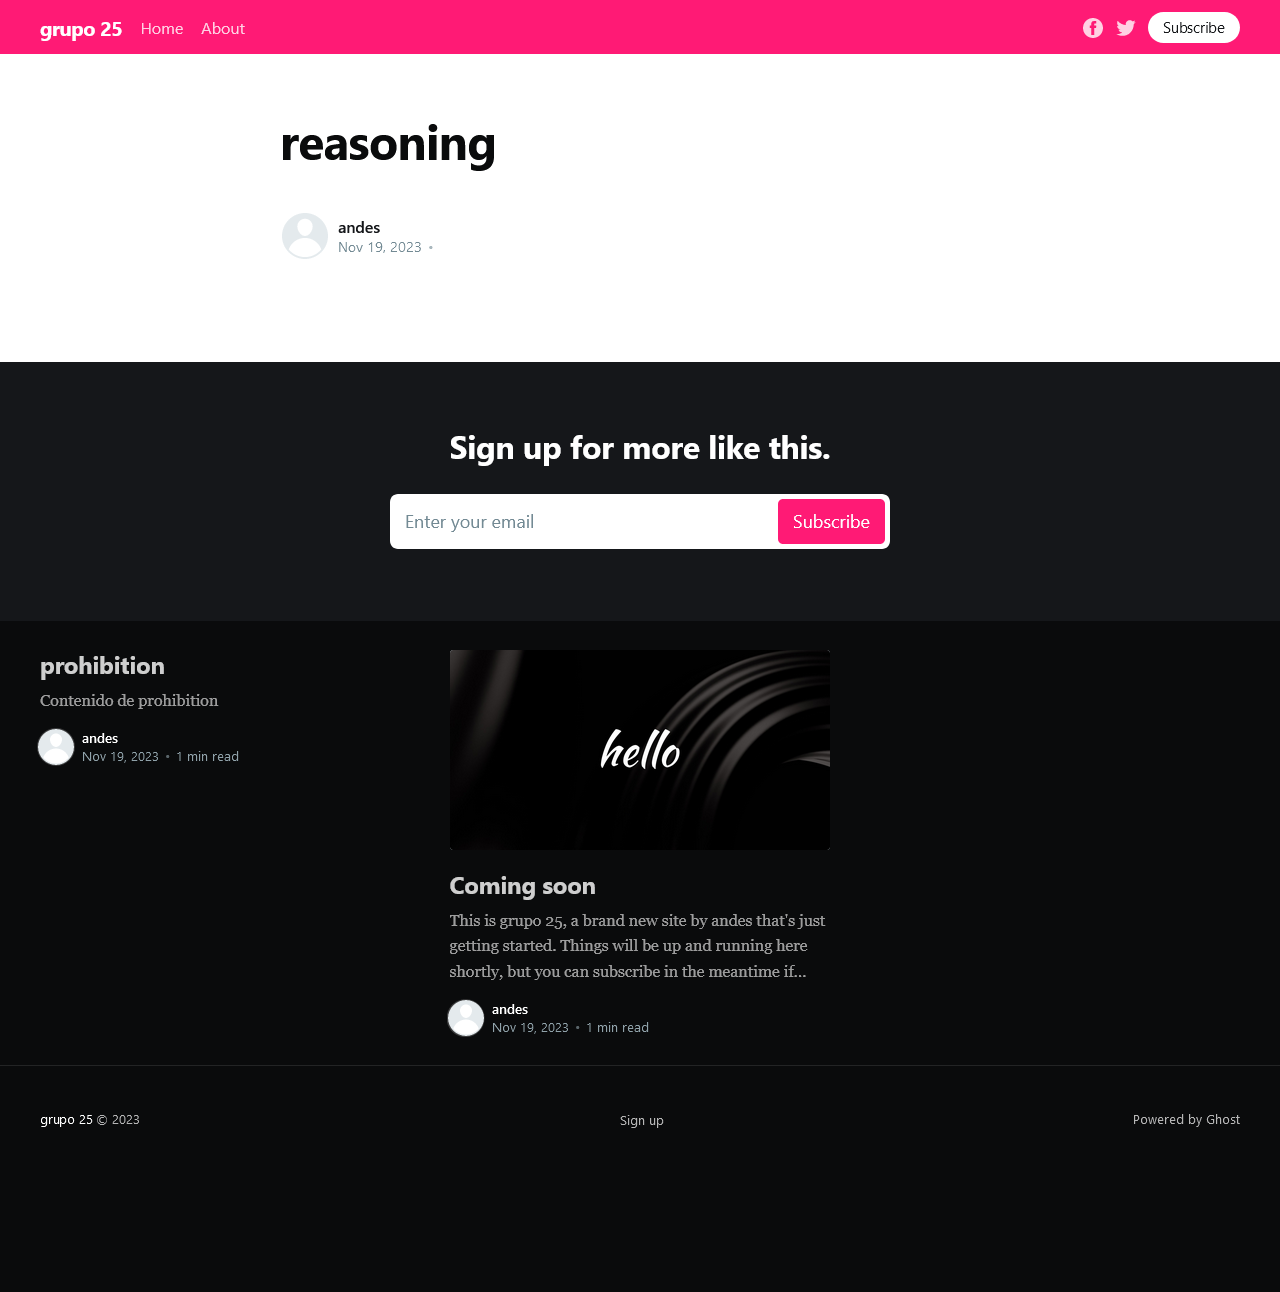 grupo 25 Home About Subscribe
reasoning
andes
Nov 19, 2023 •
Sign up for more like this.
Enter your email Subscribe
prohibition
Contenido de prohibition
andes
Nov 19, 2023 • 1 min read
hello
Coming soon
This is grupo 25, a brand new site by andes that's just
getting started. Things will be up and running here
shortly, but you can subscribe in the meantime if...
andes
Nov 19, 2023 • 1 min read
grupo 25 © 2023 Sign up Powered by Ghost